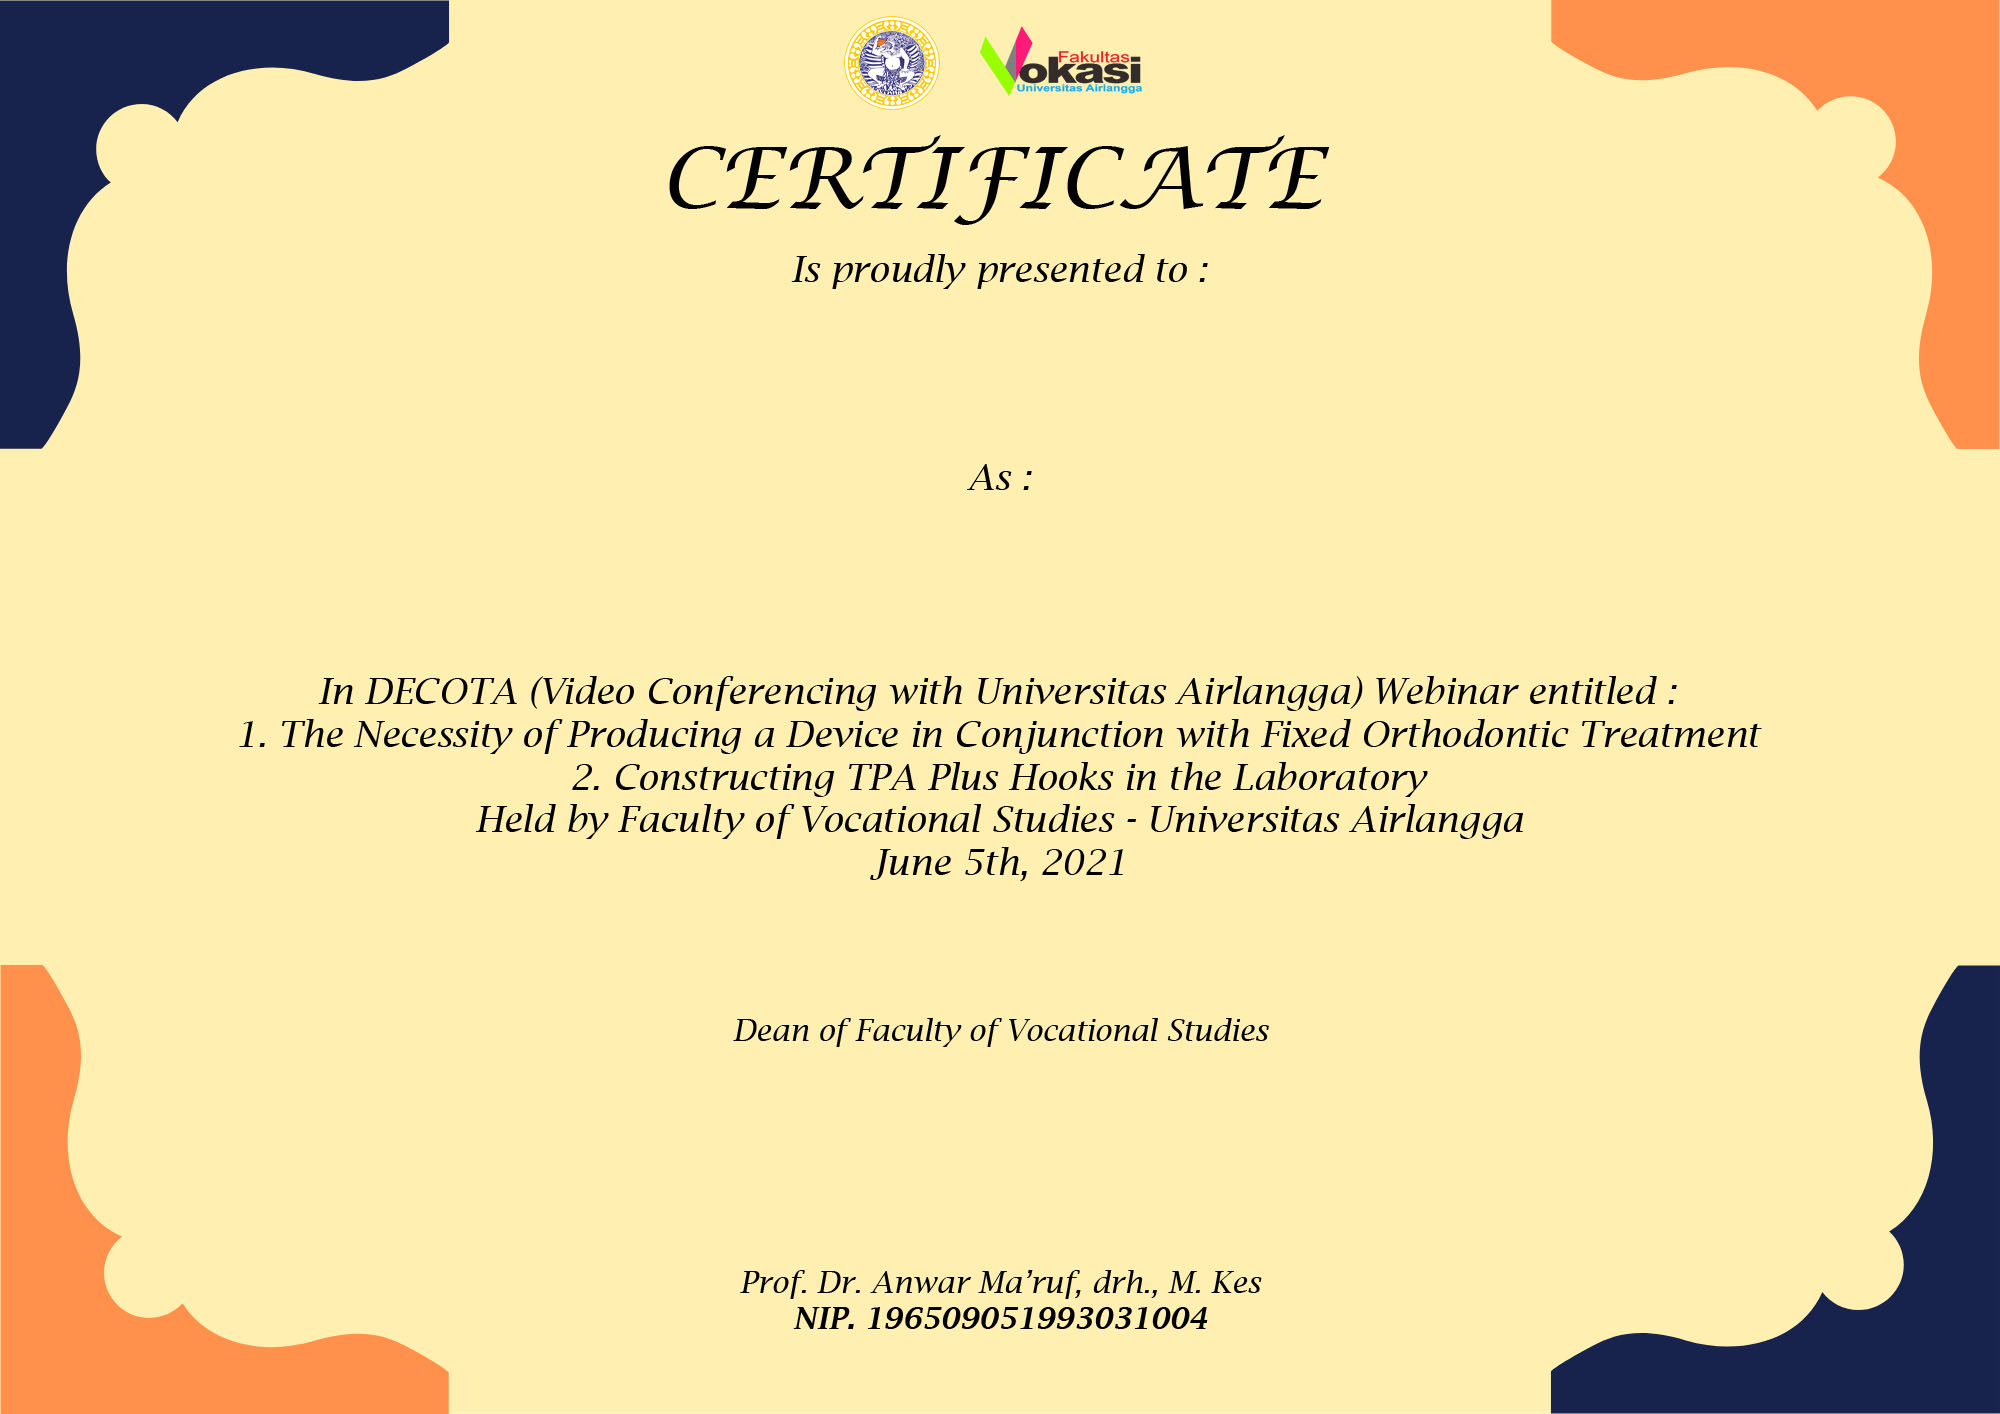 Fakultas
Vokasi
Universitas Airlangga
CERTIFICATE
Is proudly presented to :
As :
In DECOTA (Video Conferencing with Universitas Airlangga) Webinar entitled :
1. The Necessity of Producing a Device in Conjunction with Fixed Orthodontic Treatment
2. Constructing TPA Plus Hooks in the Laboratory
Held by Faculty of Vocational Studies - Universitas Airlangga
June 5th, 2021
Dean of Faculty of Vocational Studies
Prof. Dr. Anwar Ma’ruf, drh., M. Kes
NIP. 196509051993031004